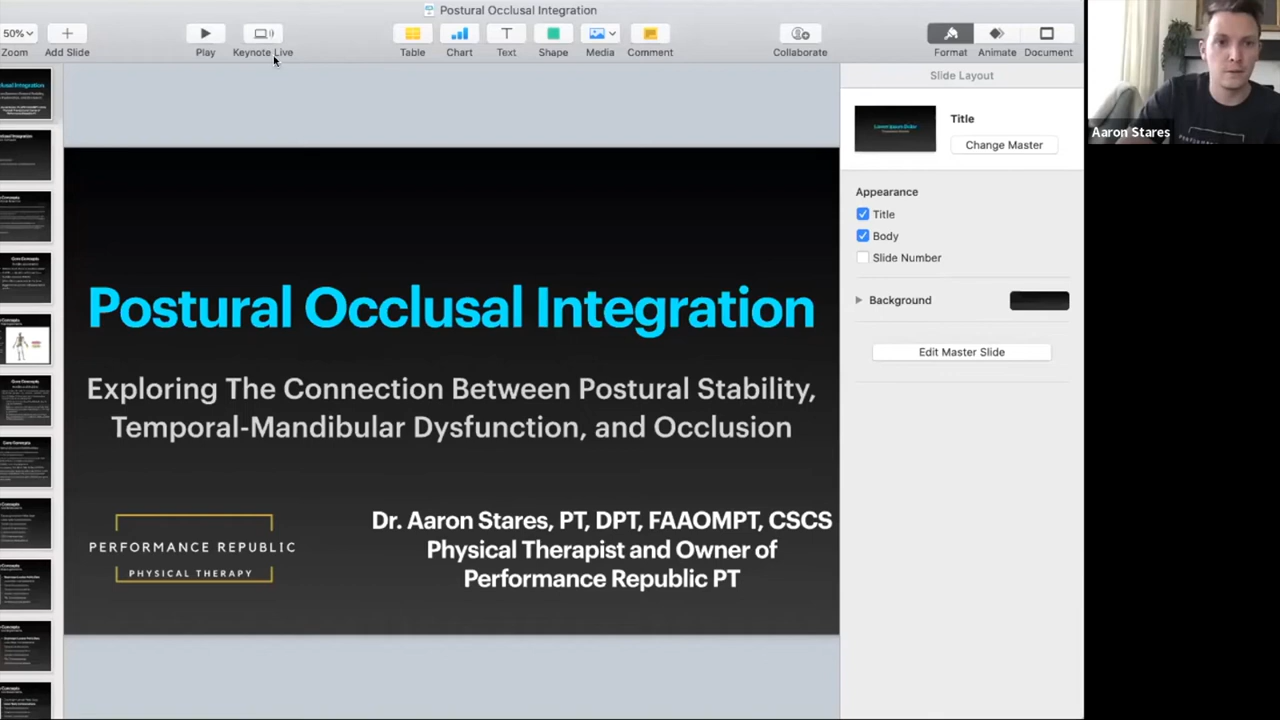 Postural Occlusal Integration
50%
Zoom
Add Slide
Play
Keynote Live
Table
Chart
Text
Shape
Media
Comment
Collaborate
Format
Animate
Document
Slide Layout
Title
Change Master
Appearance
Title
Body
Slide Number
Background
Edit Master Slide
Postural Occlusal Integration
Exploring The Connection Between Postural Stability,
Temporal-Mandibular Dysfunction, and Occlusion
PERFORMANCE REPUBLIC
PHYSICAL THERAPY
Dr. Aaron Stares, PT, DPT, FAAOMPT, CSCS
Physical Therapist and Owner of
Performance Republic PT
Aaron Stares